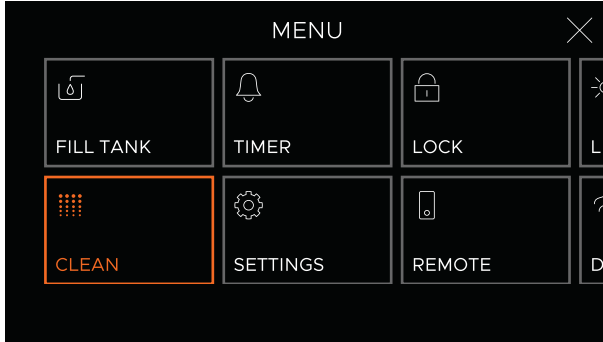 MENU
FILL TANK
TIMER
LOCK
L
CLEAN
SETTINGS
REMOTE
D